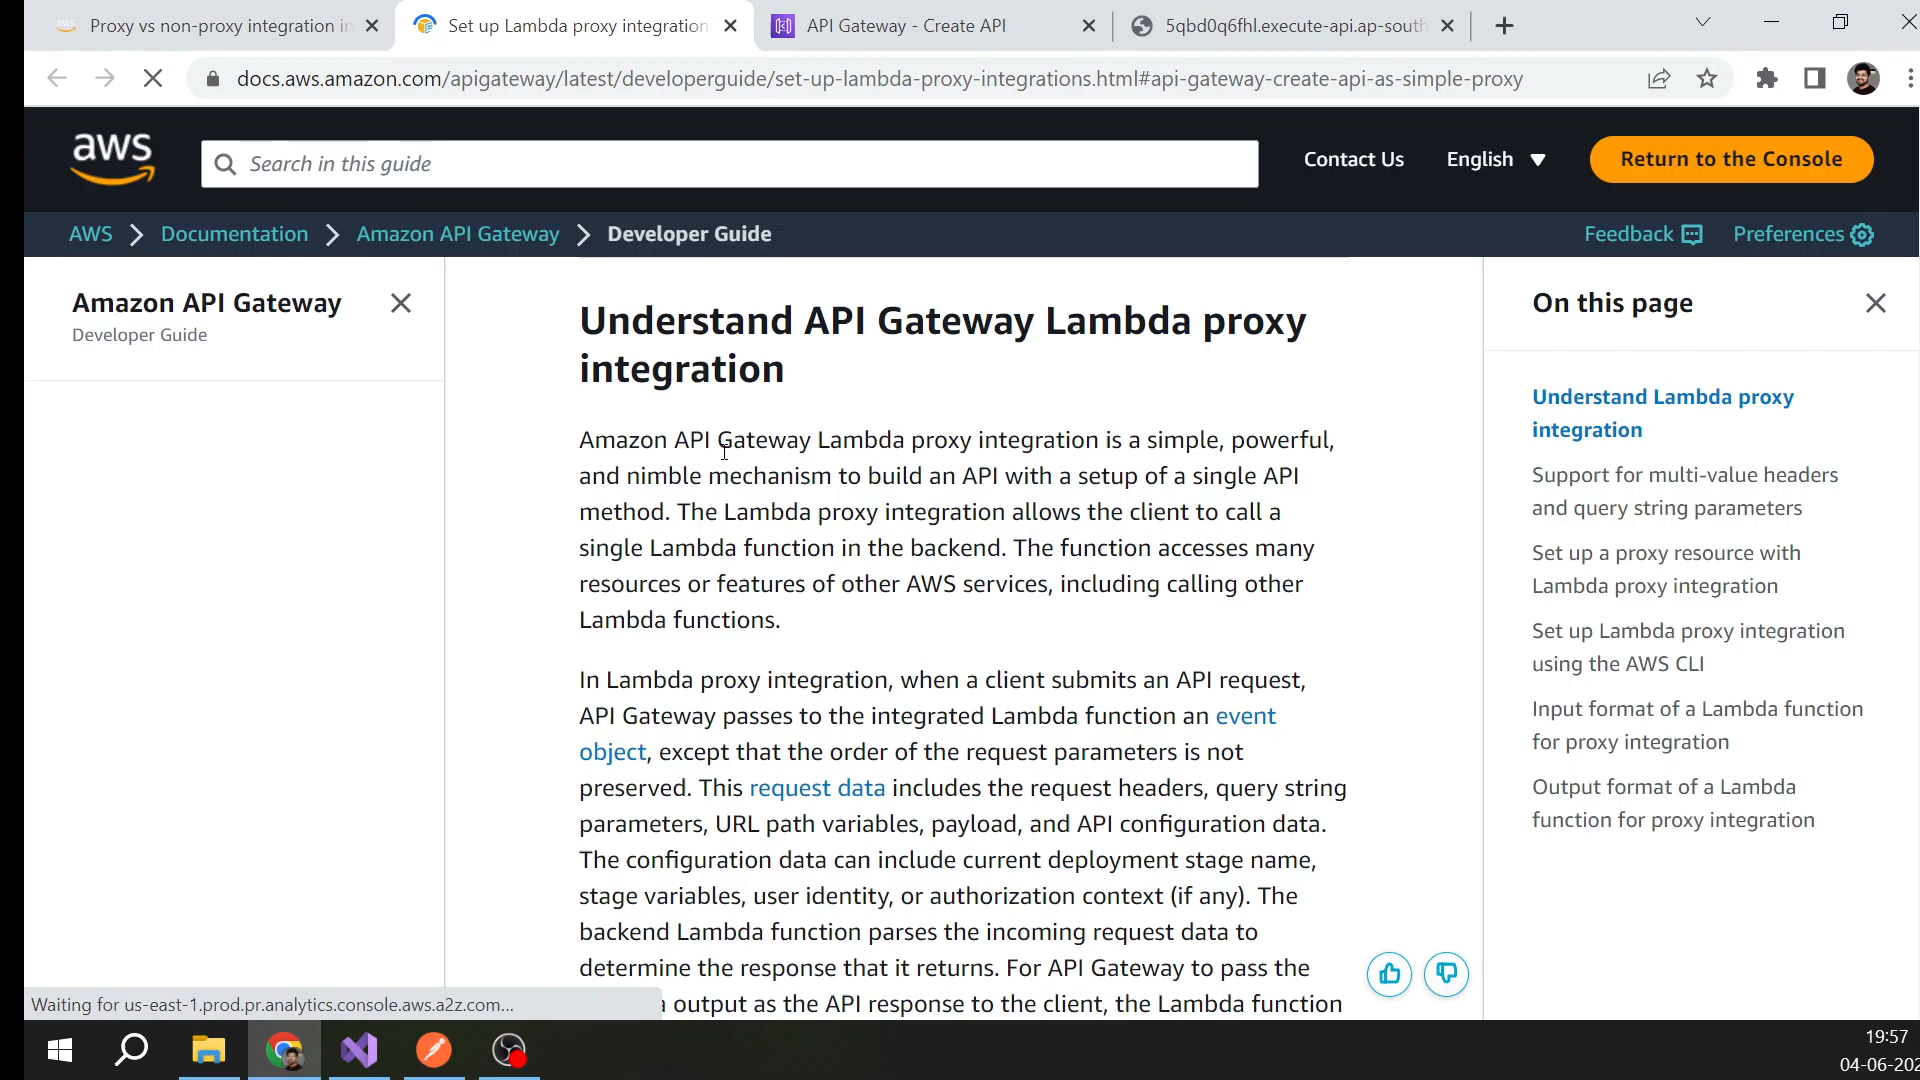 aws
Proxy vs non-proxy integration in
Set up Lambda proxy integration
API Gateway - Create API
5qbd0q6fhl.execute-api.ap-south
docs.aws.amazon.com/apigateway/latest/developerguide/set-up-lambda-proxy-integrations.html#api-gateway-create-api-as-simple-proxy
aws
Search in this guide
Contact Us
English
Return to the Console
AWS
Documentation
Amazon API Gateway
Developer Guide
Feedback
Preferences
Amazon API Gateway
Developer Guide
Understand API Gateway Lambda proxy
integration
Amazon API Gateway Lambda proxy integration is a simple, powerful,
and nimble mechanism to build an API with a setup of a single API
method. The Lambda proxy integration allows the client to call a
single Lambda function in the backend. The function accesses many
resources or features of other AWS services, including calling other
Lambda functions.
In Lambda proxy integration, when a client submits an API request,
API Gateway passes to the integrated Lambda function an event
object, except that the order of the request parameters is not
preserved. This request data includes the request headers, query string
parameters, URL path variables, payload, and API configuration data.
The configuration data can include current deployment stage name,
stage variables, user identity, or authorization context (if any). The
backend Lambda function parses the incoming request data to
determine the response that it returns. For API Gateway to pass the
a output as the API response to the client, the Lambda function
On this page
Understand Lambda proxy
integration
Support for multi-value headers
and query string parameters
Set up a proxy resource with
Lambda proxy integration
Set up Lambda proxy integration
using the AWS CLI
Input format of a Lambda function
for proxy integration
Output format of a Lambda
function for proxy integration
Waiting for us-east-1.prod.pr.analytics.console.aws.a2z.com...
19:57
04-06-202